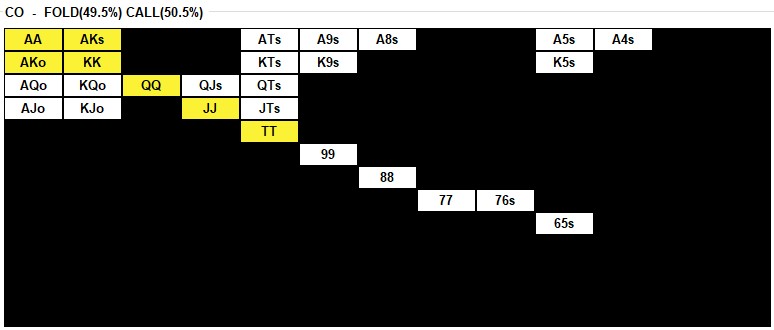 CO - FOLD(49.5%) CALL(50.5%)
AA AKs ATs A9s A8s A5s A4s
AKo KK KTs K9s K5s
AQo KQo QQ QJs QTs
AJo KJo JJ JTs
TT
99
88
77 76s
65s